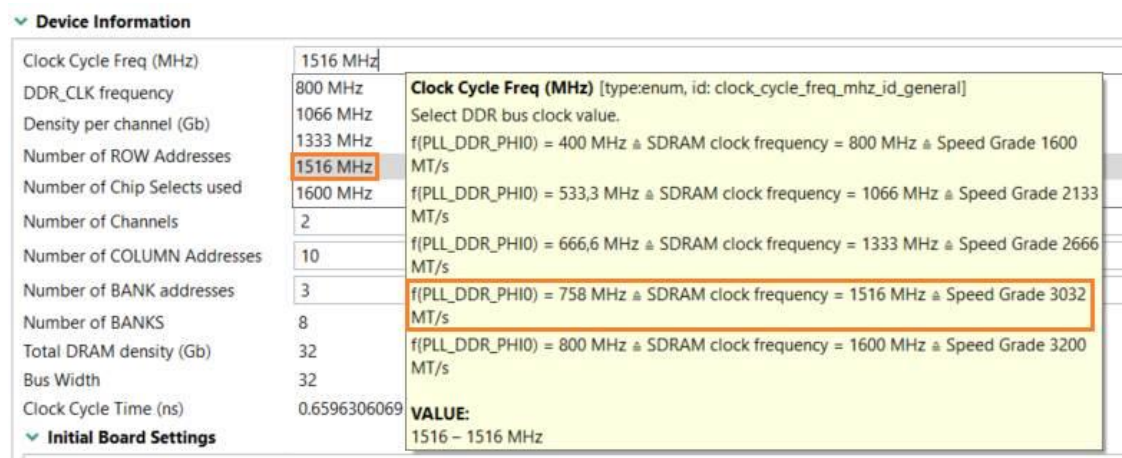 Device Information
Clock Cycle Freq (MHz) 1516 MHz
DDR_CLK frequency 800 MHz
Density per channel (Gb) 1066 MHz
Number of ROW Addresses 1333 MHz
Number of Chip Selects used 1516 MHz
1600 MHz
Number of Channels 2
Number of COLUMN Addresses 10
Number of BANK addresses 3
Number of BANKS 8
Total DRAM density (Gb) 32
Bus Width 32
Clock Cycle Time (ns) 0.6596306069
Initial Board Settings
Clock Cycle Freq (MHz) [type:enum, id: clock_cycle_freq_mhz_id_general]
Select DDR bus clock value.
f(PLL_DDR_PHI0) = 400 MHz ≙ SDRAM clock frequency = 800 MHz ≙ Speed Grade 1600
MT/s
f(PLL_DDR_PHI0) = 533,3 MHz ≙ SDRAM clock frequency = 1066 MHz ≙ Speed Grade 2133
MT/s
f(PLL_DDR_PHI0) = 666,6 MHz ≙ SDRAM clock frequency = 1333 MHz ≙ Speed Grade 2666
MT/s
f(PLL_DDR_PHI0) = 758 MHz ≙ SDRAM clock frequency = 1516 MHz ≙ Speed Grade 3032
MT/s
f(PLL_DDR_PHI0) = 800 MHz ≙ SDRAM clock frequency = 1600 MHz ≙ Speed Grade 3200
MT/s
VALUE:
1516 – 1516 MHz